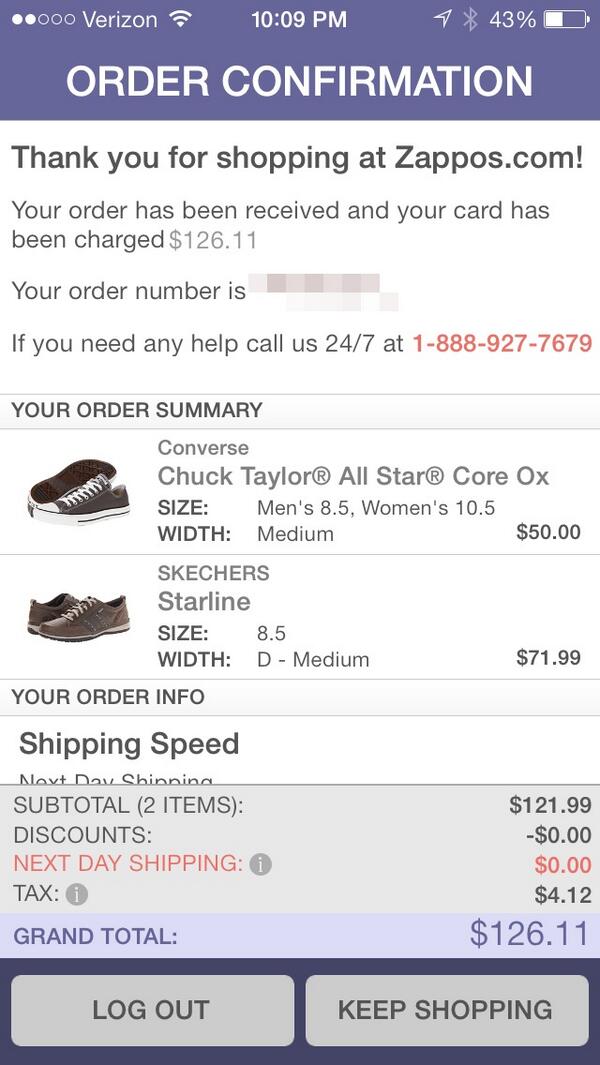 Verizon 10:09 PM 43%
ORDER CONFIRMATION
Thank you for shopping at Zappos.com!
Your order has been received and your card has
been charged $126.11
Your order number is
If you need any help call us 24/7 at 1-888-927-7679
YOUR ORDER SUMMARY
Converse
Chuck Taylor® All Star® Core Ox
SIZE: Men's 8.5, Women's 10.5
WIDTH: Medium $50.00
SKECHERS
Starline
SIZE: 8.5
WIDTH: D - Medium $71.99
YOUR ORDER INFO
Shipping Speed
Next Day Shipping
SUBTOTAL (2 ITEMS): $121.99
DISCOUNTS: -$0.00
NEXT DAY SHIPPING: i $0.00
TAX: i $4.12
GRAND TOTAL: $126.11
LOG OUT KEEP SHOPPING